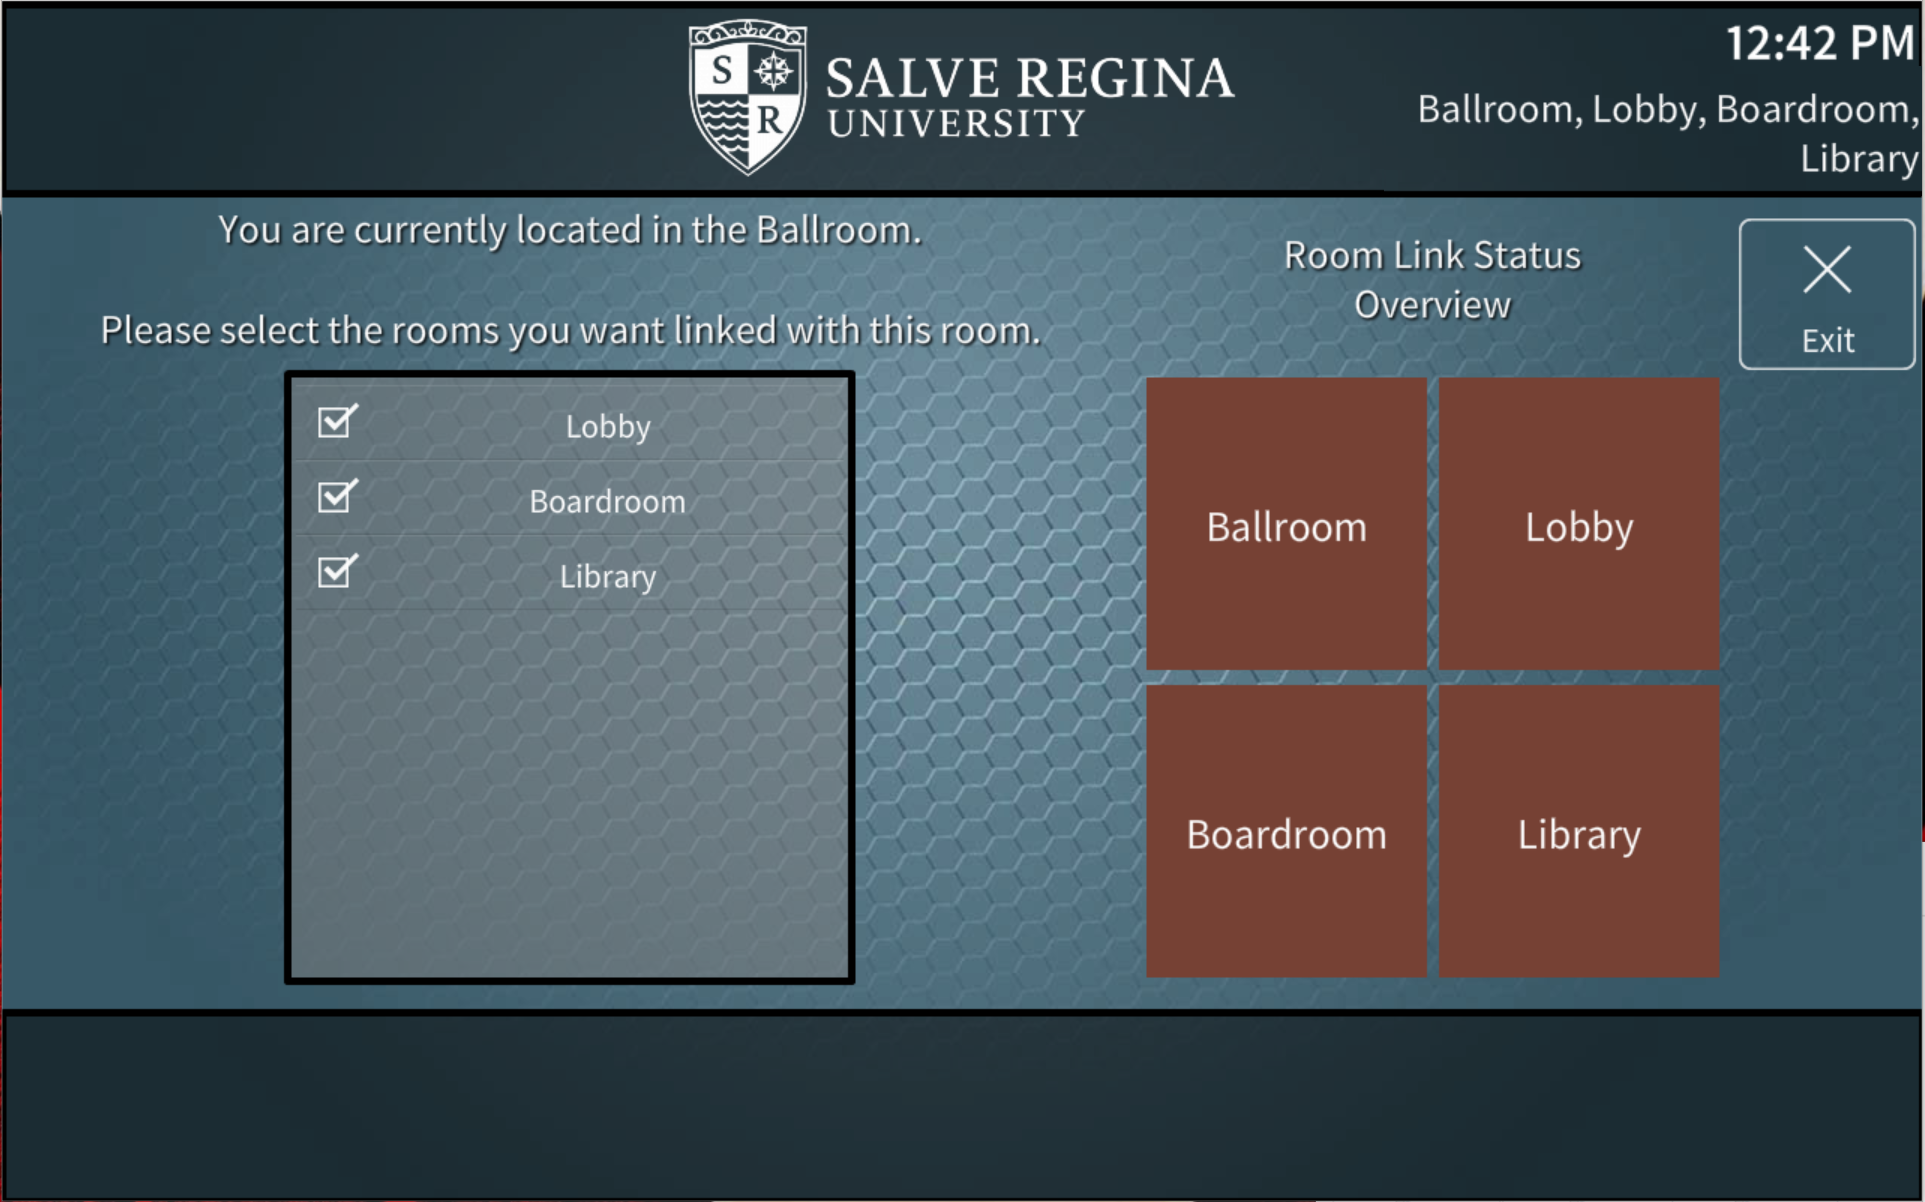 S
R
SALVE REGINA
UNIVERSITY
12:42 PM
Ballroom, Lobby, Boardroom,
Library
You are currently located in the Ballroom.
Please select the rooms you want linked with this room.
Lobby
Boardroom
Library
Room Link Status
Overview
Exit
Ballroom
Lobby
Boardroom
Library